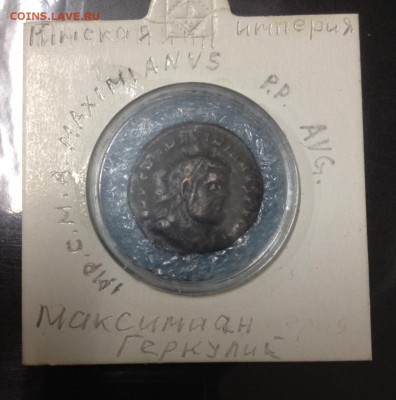 coins.lave.ru
Римская империя
IMP. C. M. A. MAXIMIANVS P.P. AVG.
Максимиан
Геркулий